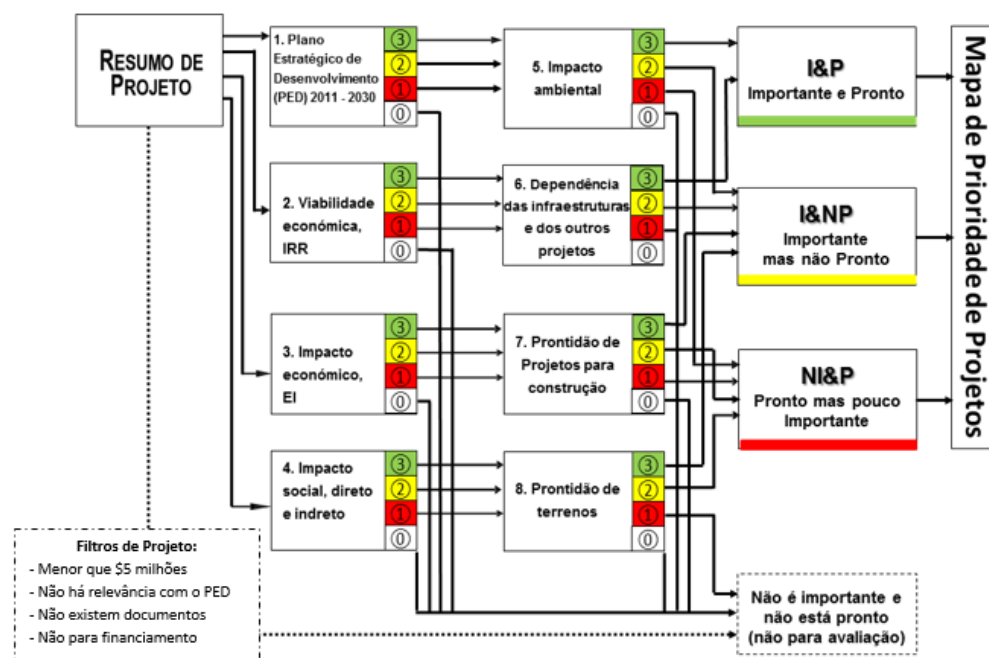 RESUMO DE
PROJETO
1. Plano
Estratégico de
Desenvolvimento
(PED) 2011 - 2030
3
2
1
0
5. Impacto
ambiental
3
2
1
0
I&P
Importante e Pronto
2. Viabilidade
económica,
IRR
3
2
1
0
6. Dependência
das infraestruturas
e dos outros
projetos
3
2
1
0
I&NP
Importante
mas não Pronto
3. Impacto
económico,
EI
3
2
1
0
7. Prontidão de
Projetos para
construção
3
2
1
0
NI&P
Pronto mas pouco
Importante
4. Impacto
social, direto
e indreto
3
2
1
0
8. Prontidão de
terrenos
3
2
1
0
Mapa de Prioridade de Projetos
Filtros de Projeto:
- Menor que $5 milhões
- Não há relevância com o PED
- Não existem documentos
- Não para financiamento
Não é importante e
não está pronto
(não para avaliação)